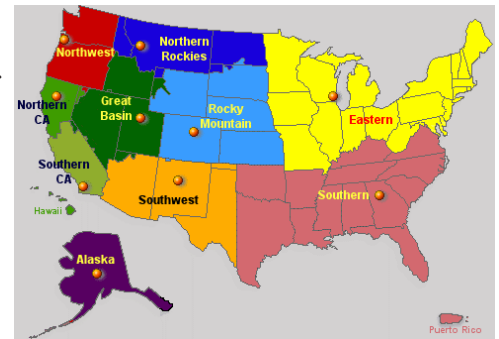 Northwest
Northern
Rockies
Northern
CA
Great
Basin
Rocky
Mountain
Eastern
Southern
CA
Southwest
Southern
Hawaii
Alaska
Puerto Rico